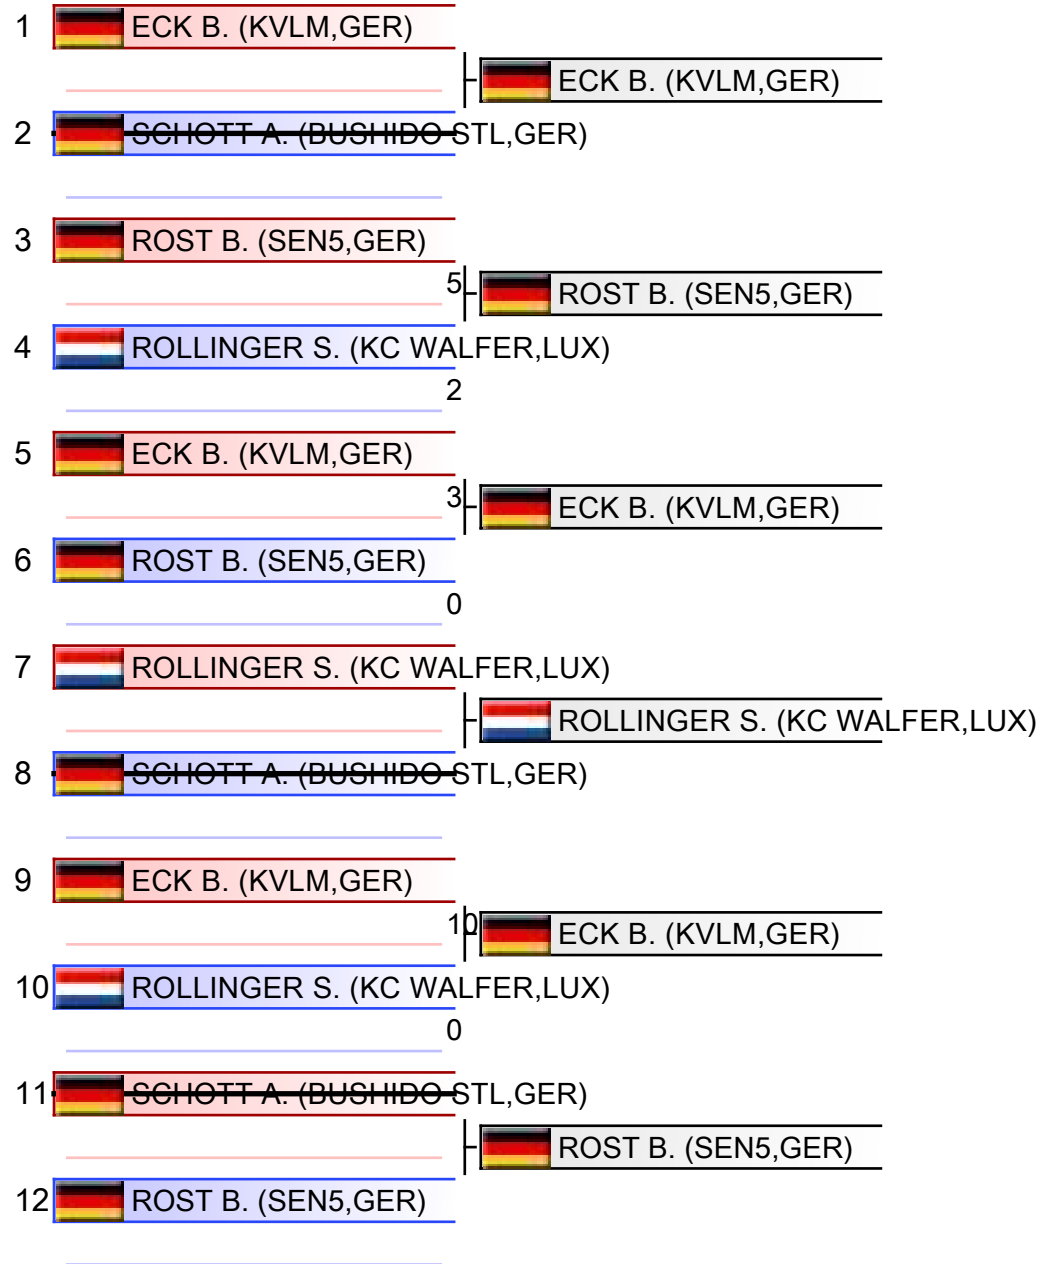 1 ECK B. (KVLM,GER)
ECK B. (KVLM,GER)
2 SCHOTT A. (BUSHIDO STL,GER)
3 ROST B. (SEN5,GER)
5 ROST B. (SEN5,GER)
4 ROLLINGER S. (KC WALFER,LUX)
2
5 ECK B. (KVLM,GER)
3 ECK B. (KVLM,GER)
6 ROST B. (SEN5,GER)
0
7 ROLLINGER S. (KC WALFER,LUX)
ROLLINGER S. (KC WALFER,LUX)
8 SCHOTT A. (BUSHIDO STL,GER)
9 ECK B. (KVLM,GER)
10 ECK B. (KVLM,GER)
10 ROLLINGER S. (KC WALFER,LUX)
0
11 SCHOTT A. (BUSHIDO STL,GER)
ROST B. (SEN5,GER)
12 ROST B. (SEN5,GER)